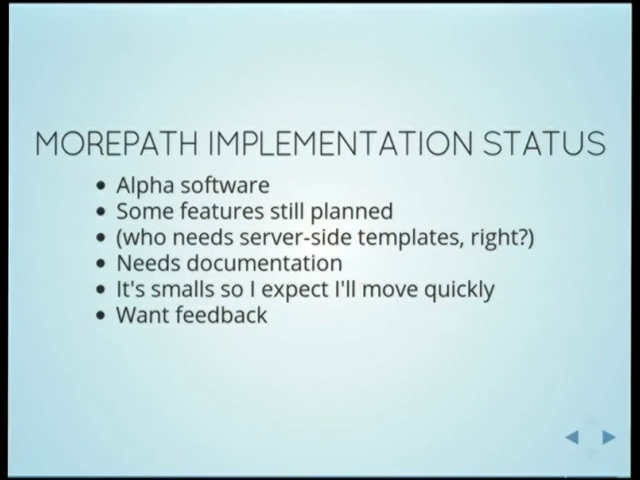 MOREPATH IMPLEMENTATION STATUS
• Alpha software
• Some features still planned
• (who needs server-side templates, right?)
• Needs documentation
• It's smalls so I expect I'll move quickly
• Want feedback